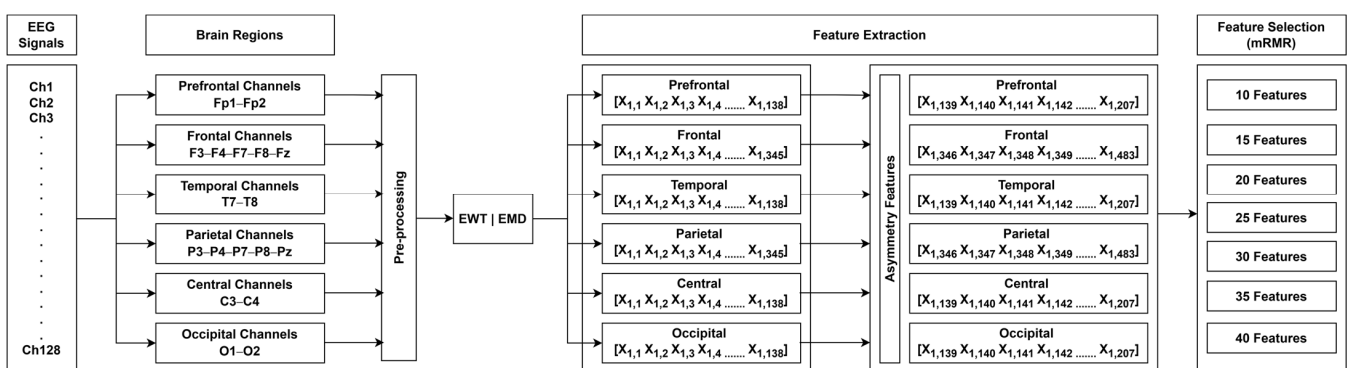 EEG
Signals
Brain Regions
Feature Extraction
Feature Selection
(mRMR)
Ch1
Ch2
Ch3
.
.
.
.
.
.
.
.
.
.
.
.
Ch128
Prefrontal Channels
Fp1–Fp2
Frontal Channels
F3–F4–F7–F8–Fz
Temporal Channels
T7–T8
Parietal Channels
P3–P4–P7–P8–Pz
Central Channels
C3–C4
Occipital Channels
O1–O2
Pre-processing
EWT | EMD
Prefrontal
[X1,1 X1,2 X1,3 X1,4 ....... X1,138]
Frontal
[X1,1 X1,2 X1,3 X1,4 ....... X1,345]
Temporal
[X1,1 X1,2 X1,3 X1,4 ....... X1,138]
Parietal
[X1,1 X1,2 X1,3 X1,4 ....... X1,345]
Central
[X1,1 X1,2 X1,3 X1,4 ....... X1,138]
Occipital
[X1,1 X1,2 X1,3 X1,4 ....... X1,138]
Asymmetry Features
Prefrontal
[X1,139 X1,140 X1,141 X1,142 ....... X1,207]
Frontal
[X1,346 X1,347 X1,348 X1,349 ....... X1,483]
Temporal
[X1,139 X1,140 X1,141 X1,142 ....... X1,207]
Parietal
[X1,346 X1,347 X1,348 X1,349 ....... X1,483]
Central
[X1,139 X1,140 X1,141 X1,142 ....... X1,207]
Occipital
[X1,139 X1,140 X1,141 X1,142 ....... X1,207]
10 Features
15 Features
20 Features
25 Features
30 Features
35 Features
40 Features